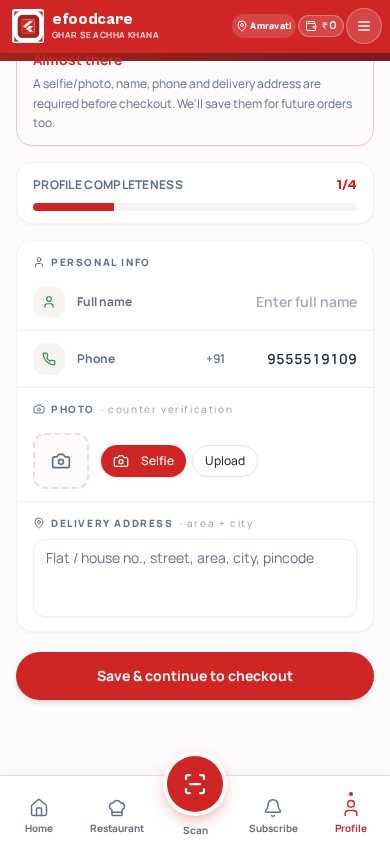 efoodcare
GHAR SE ACHHA KHANA
Amravati
₹0
Almost there
A selfie/photo, name, phone and delivery address are
required before checkout. We'll save them for future orders
too.
PROFILE COMPLETENESS
1/4
PERSONAL INFO
Full name
Enter full name
Phone
+91
9555519109
PHOTO · counter verification
Selfie
Upload
DELIVERY ADDRESS · area + city
Flat / house no., street, area, city, pincode
Save & continue to checkout
Home
Restaurant
Scan
Subscribe
Profile